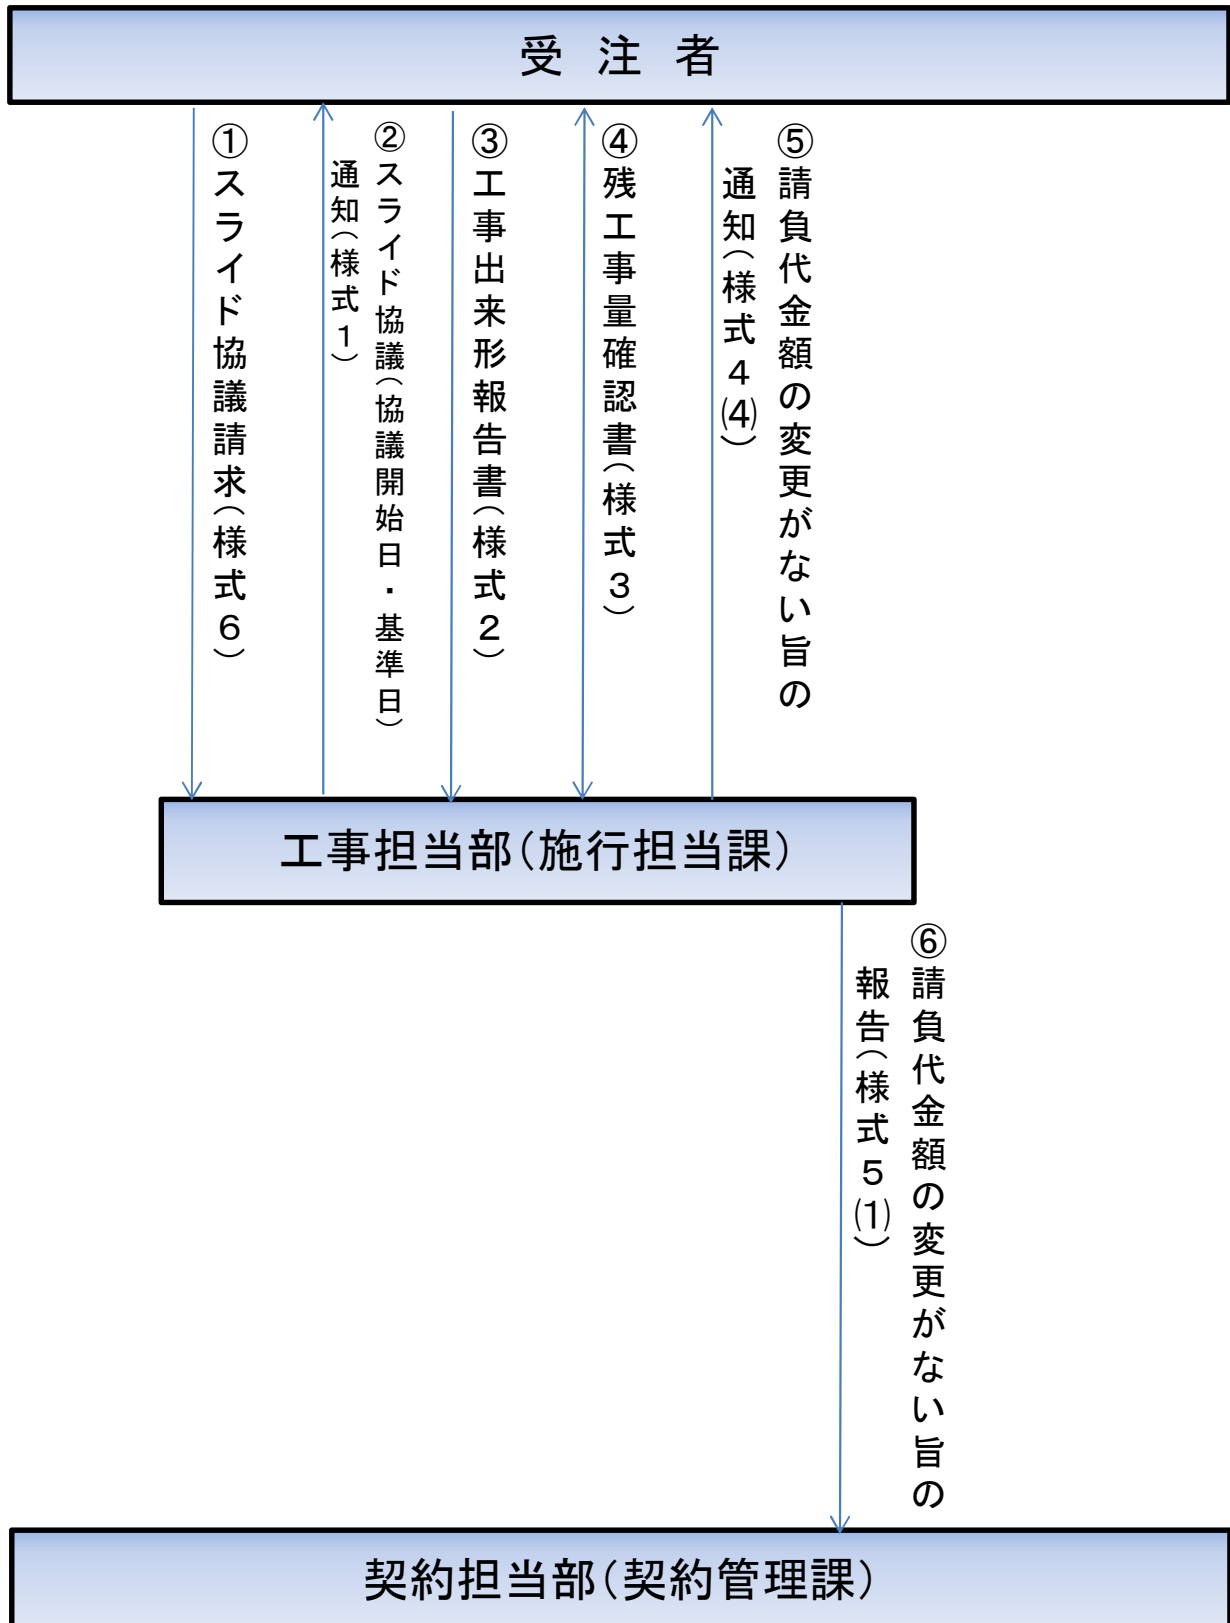 受 注 者
①スライド協議請求(様式6)
②スライド協議(協議開始日・基準日)
通知(様式1)
③工事出来形報告書(様式2)
④残工事量確認書(様式3)
⑤請負代金額の変更がない旨の
通知(様式4⑷)
工事担当部(施行担当課)
⑥請負代金額の変更がない旨の
報告(様式5⑴)
契約担当部(契約管理課)